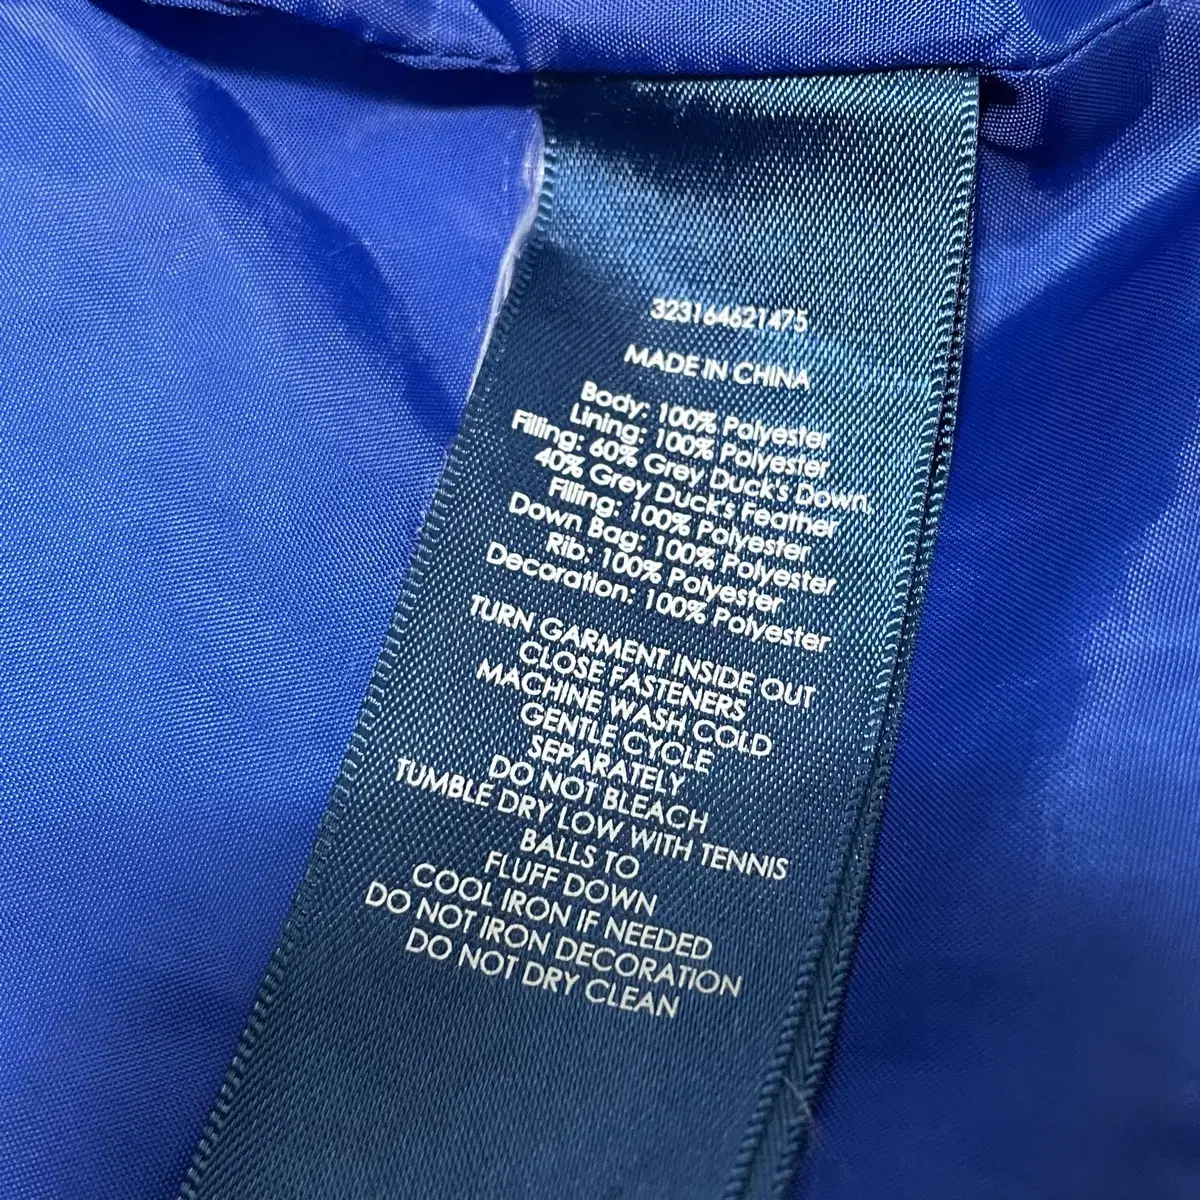 323164621475
MADE IN CHINA
Body: 100% Polyester
Lining: 100% Polyester
Filling: 60% Grey Duck's Down,
40% Grey Duck's Feather
Filling: 100% Polyester
Down Bag: 100% Polyester
Rib: 100% Polyester
Decoration: 100% Polyester
TURN GARMENT INSIDE OUT
CLOSE FASTENERS
MACHINE WASH COLD
GENTLE CYCLE
SEPARATELY
DO NOT BLEACH
TUMBLE DRY LOW WITH TENNIS
BALLS TO
FLUFF DOWN
COOL IRON IF NEEDED
DO NOT IRON DECORATION
DO NOT DRY CLEAN